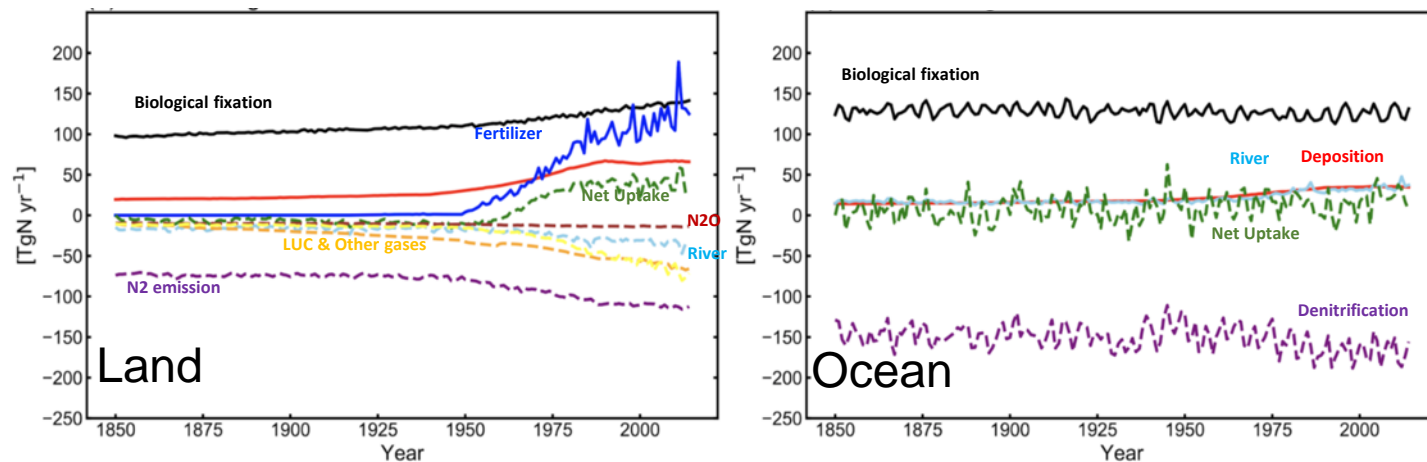 200
150
100
50
0
−50
−100
−150
−200
−250
[TgN yr⁻¹]
Biological fixation
Fertilizer
Net Uptake
N2O
LUC & Other gases
River
N2 emission
Land
1850 1875 1900 1925 1950 1975 2000
Year
200
150
100
50
0
−50
−100
−150
−200
−250
[TgN yr⁻¹]
Biological fixation
River
Deposition
Net Uptake
Denitrification
Ocean
1850 1875 1900 1925 1950 1975 2000
Year